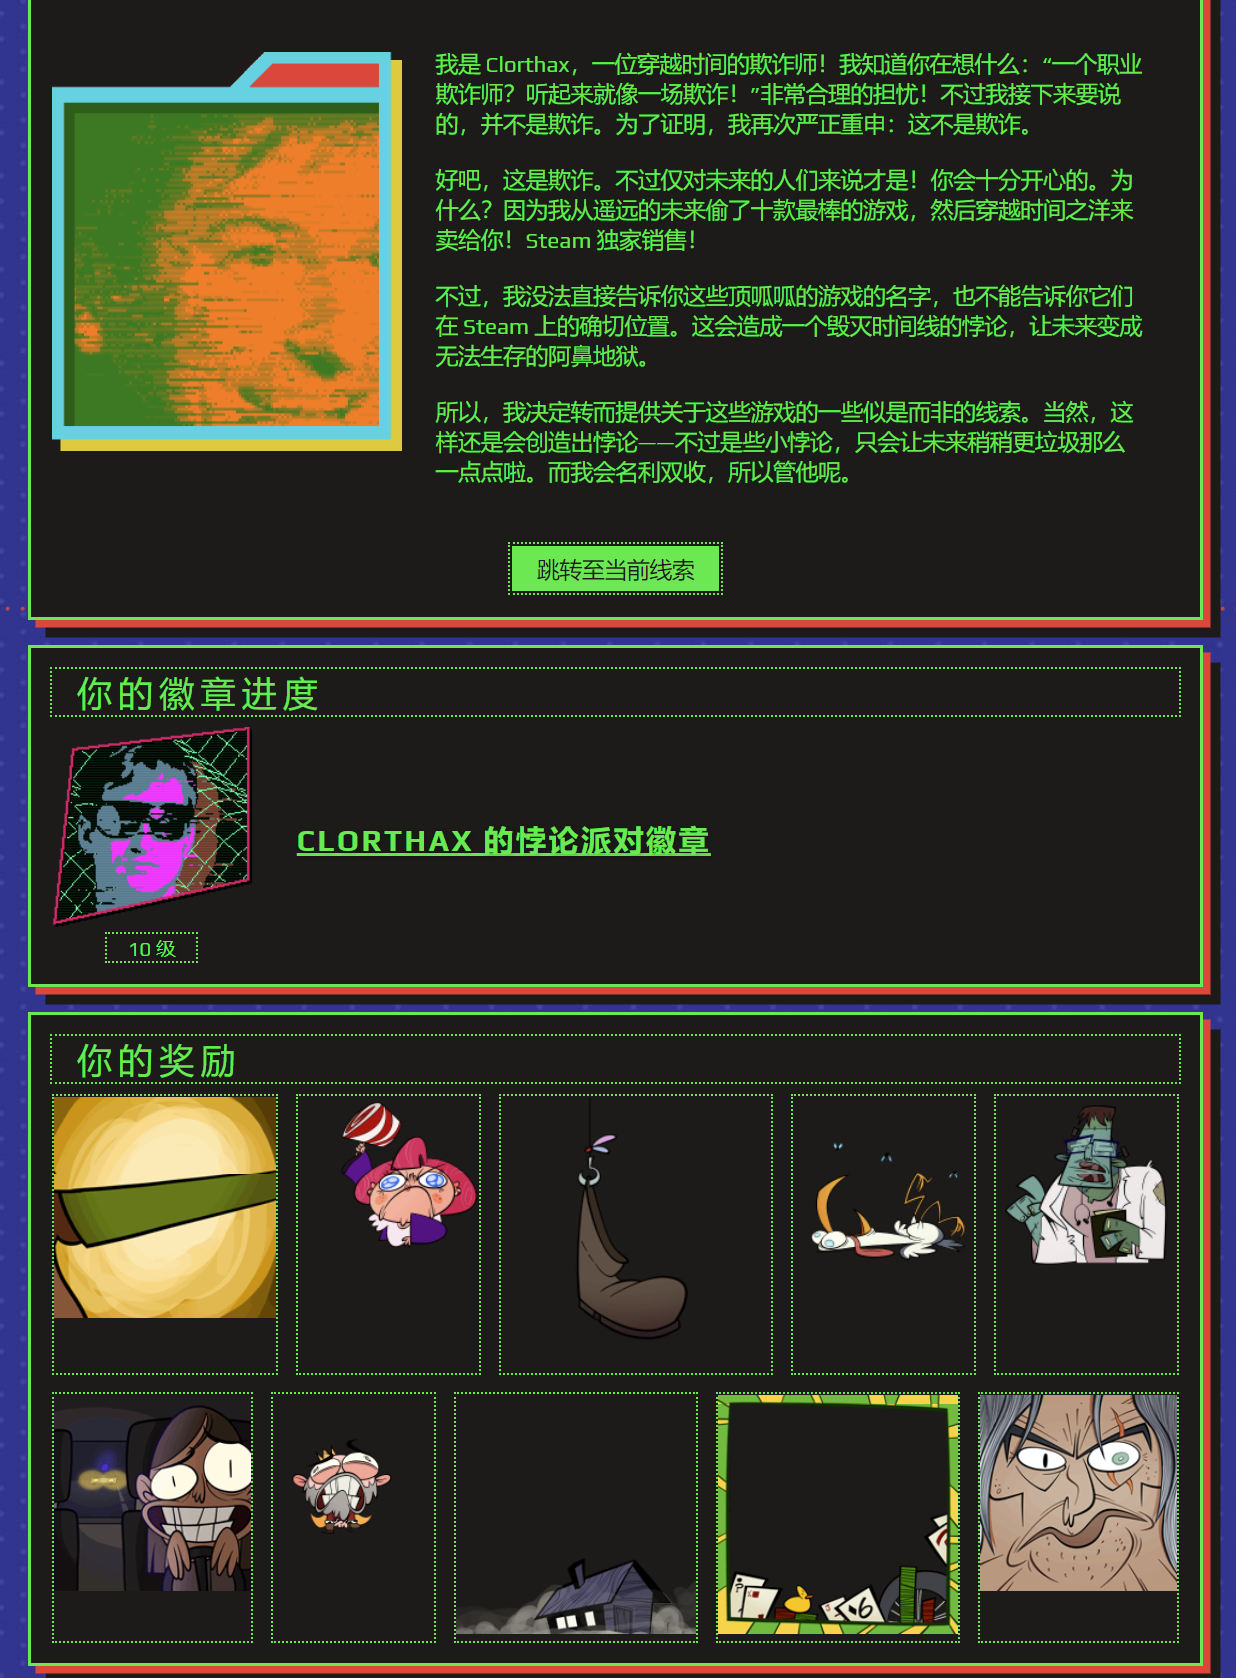 我是 Clorthax，一位穿越时间的欺诈师！我知道你在想什么：“一个职业
欺诈师？听起来就像一场欺诈！”非常合理的担忧！不过我接下来要说
的，并不是欺诈。为了证明，我再次严正重申：这不是欺诈。
好吧，这是欺诈。不过仅对未来的人们来说才是！你会十分开心的。为
什么？因为我从遥远的未来偷了十款最棒的游戏，然后穿越时间之洋来
卖给你！Steam 独家销售！
不过，我没法直接告诉你这些顶呱呱的游戏的名字，也不能告诉你它们
在 Steam 上的确切位置。这会造成一个毁灭时间线的悖论，让未来变成
无法生存的阿鼻地狱。
所以，我决定转而提供关于这些游戏的一些似是而非的线索。当然，这
样还是会创造出悖论——不过是些小悖论，只会让未来稍稍更垃圾那么
一点点啦。而我会名利双收，所以管他呢。
跳转至当前线索
你的徽章进度
CLORTHAX 的悖论派对徽章
10 级
你的奖励